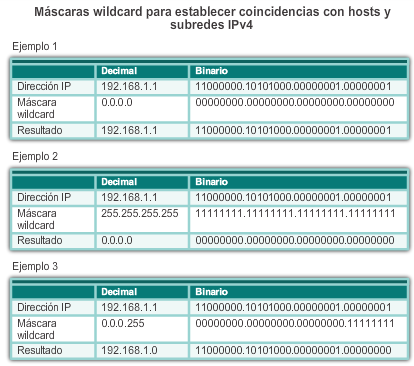 Máscaras wildcard para establecer coincidencias con hosts y
subredes IPv4
Ejemplo 1
Decimal Binario
Dirección IP 192.168.1.1 11000000.10101000.00000001.00000001
Máscara wildcard 0.0.0.0 00000000.00000000.00000000.00000000
Resultado 192.168.1.1 11000000.10101000.00000001.00000001
Ejemplo 2
Decimal Binario
Dirección IP 192.168.1.1 11000000.10101000.00000001.00000001
Máscara wildcard 255.255.255.255 11111111.11111111.11111111.11111111
Resultado 0.0.0.0 00000000.00000000.00000000.00000000
Ejemplo 3
Decimal Binario
Dirección IP 192.168.1.1 11000000.10101000.00000001.00000001
Máscara wildcard 0.0.0.255 00000000.00000000.00000000.11111111
Resultado 192.168.1.0 11000000.10101000.00000001.00000000